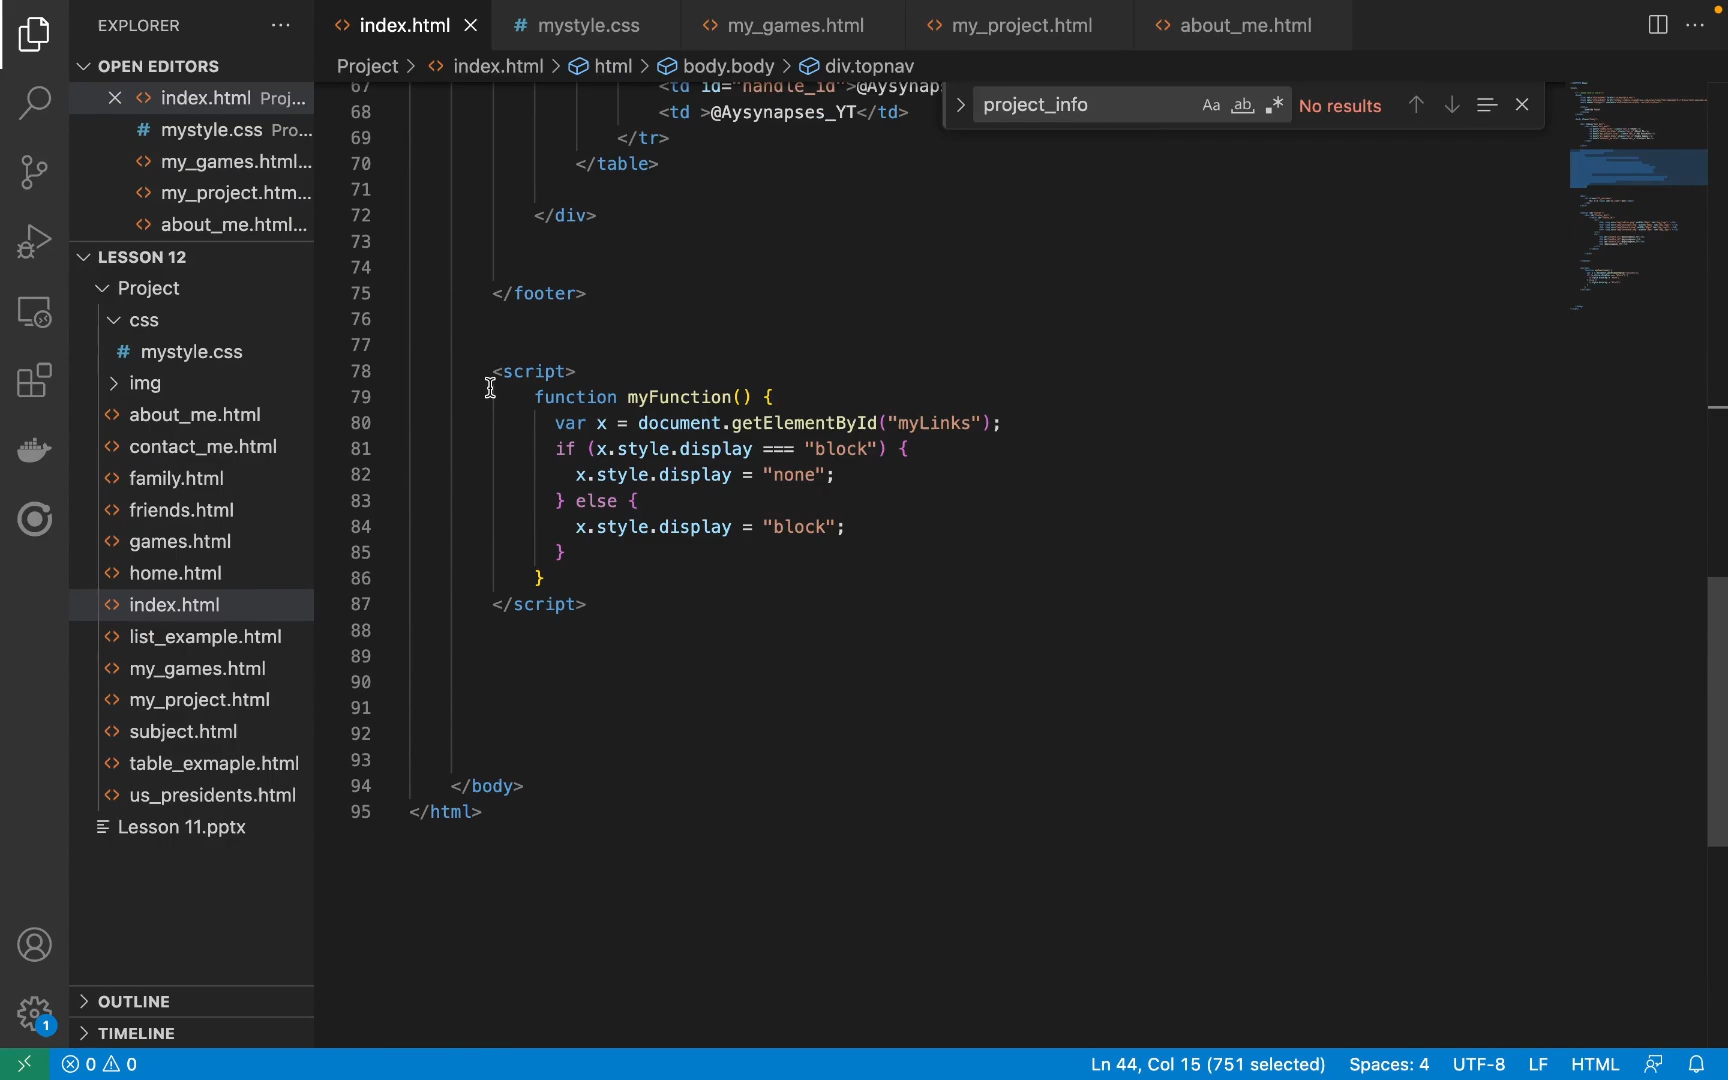 EXPLORER ···
OPEN EDITORS
index.html Proj...
# mystyle.css Pro...
my_games.html...
my_project.htm...
about_me.html...
LESSON 12
Project
css
# mystyle.css
img
about_me.html
contact_me.html
family.html
friends.html
games.html
home.html
index.html
list_example.html
my_games.html
my_project.html
subject.html
table_exmaple.html
us_presidents.html
Lesson 11.pptx
OUTLINE
TIMELINE
1
index.html
# mystyle.css
my_games.html
my_project.html
about_me.html
Project > index.html > html > body.body > div.topnav
project_info Aa ab No results
67 <td id="handle_id">@Aysynap
68 <td >@Aysynapses_YT</td>
69 </tr>
70 </table>
71
72 </div>
73
74
75 </footer>
76
77
78 <script>
79 function myFunction() {
80 var x = document.getElementById("myLinks");
81 if (x.style.display === "block") {
82 x.style.display = "none";
83 } else {
84 x.style.display = "block";
85 }
86 }
87 </script>
88
89
90
91
92
93
94 </body>
95 </html>
0 0 Ln 44, Col 15 (751 selected) Spaces: 4 UTF-8 LF HTML